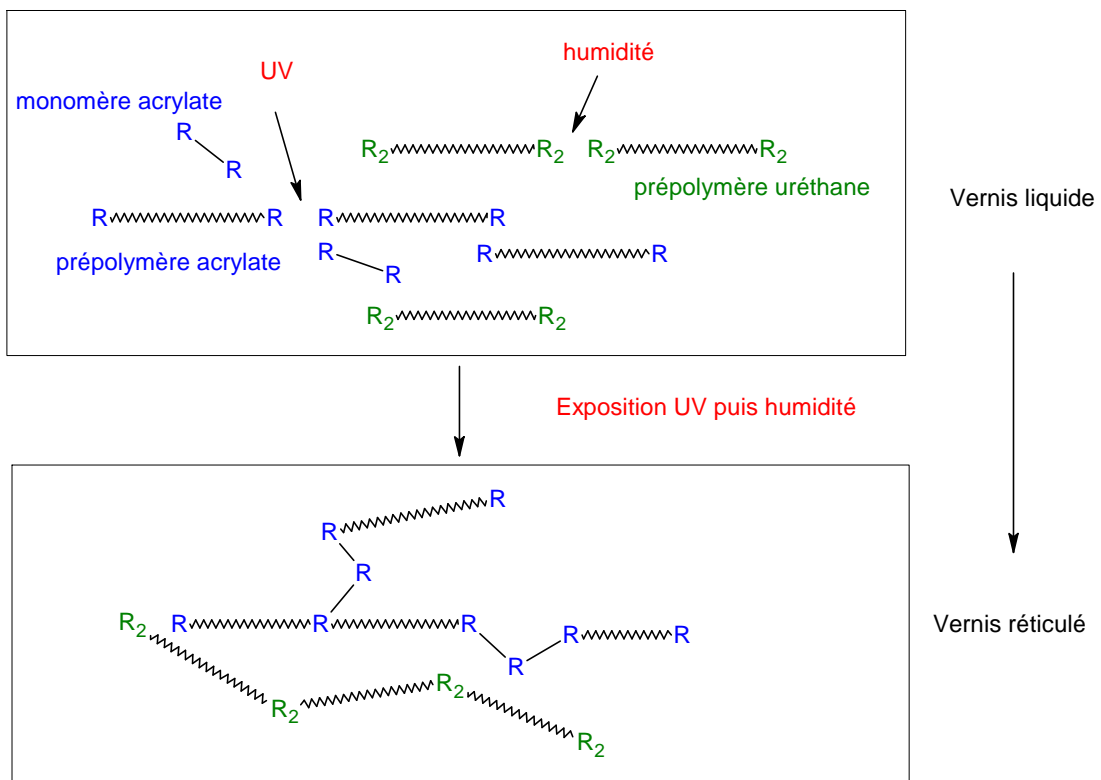 humidité
UV
monomère acrylate
R
R
R₂ R₂ R₂ R₂
prépolymère uréthane
Vernis liquide
R R R R
prépolymère acrylate
R
R
R R
R₂ R₂
Exposition UV puis humidité
R
R
R
R₂ R R R R R
R
Vernis réticulé
R₂
R₂
R₂